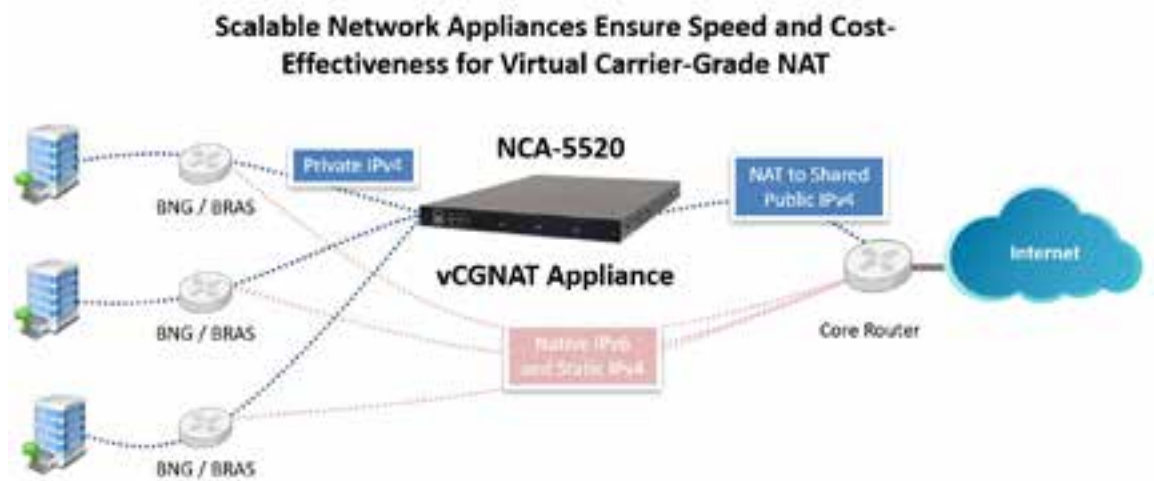 Scalable Network Appliances Ensure Speed and Cost-
Effectiveness for Virtual Carrier-Grade NAT
NCA-5520
Private IPv4
NAT to Shared
Public IPv4
BNG / BRAS
Internet
vCGNAT Appliance
BNG / BRAS
Core Router
Native IPv6
and Static IPv4
BNG / BRAS